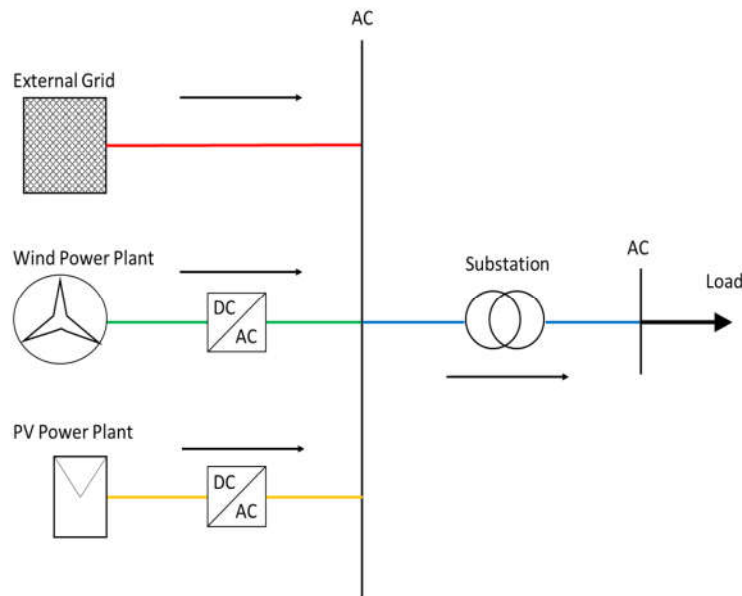 AC
External Grid
Wind Power Plant
DC
AC
Substation
AC
Load
PV Power Plant
DC
AC